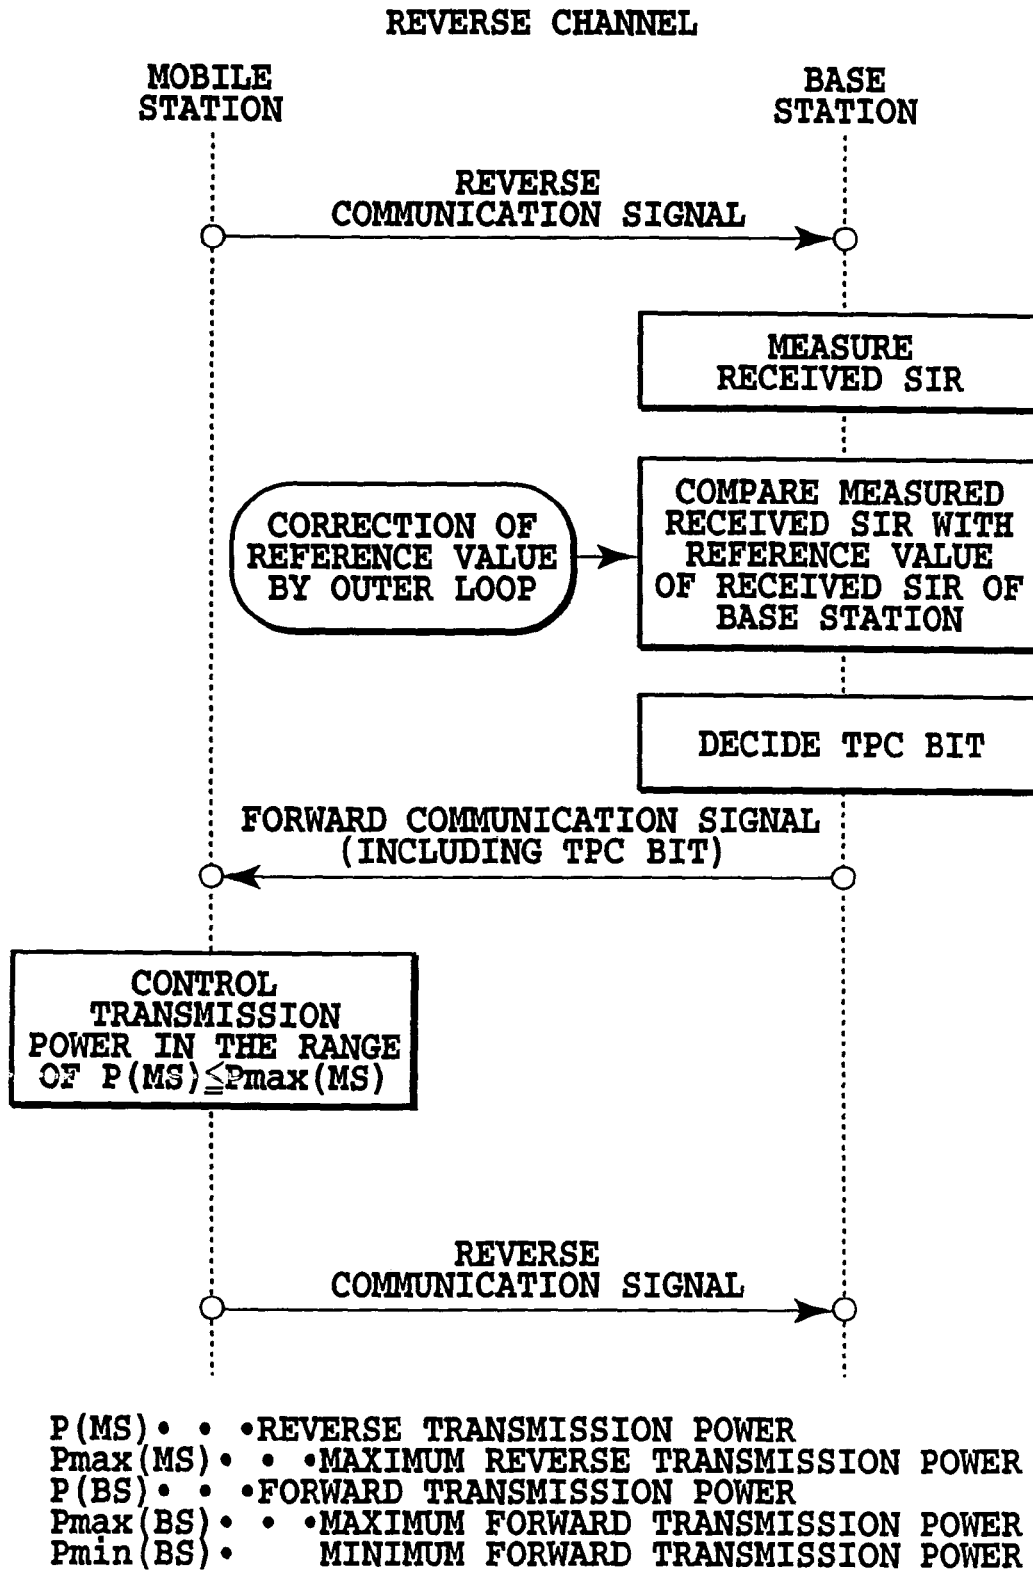 REVERSE CHANNEL
MOBILE
STATION
BASE
STATION
REVERSE
COMMUNICATION SIGNAL
MEASURE
RECEIVED SIR
CORRECTION OF
REFERENCE VALUE
BY OUTER LOOP
COMPARE MEASURED
RECEIVED SIR WITH
REFERENCE VALUE
OF RECEIVED SIR OF
BASE STATION
DECIDE TPC BIT
FORWARD COMMUNICATION SIGNAL
(INCLUDING TPC BIT)
CONTROL
TRANSMISSION
POWER IN THE RANGE
OF P(MS)≦Pmax(MS)
REVERSE
COMMUNICATION SIGNAL
P(MS)• • •REVERSE TRANSMISSION POWER
Pmax(MS)• • •MAXIMUM REVERSE TRANSMISSION POWER
P(BS)• • •FORWARD TRANSMISSION POWER
Pmax(BS)• • •MAXIMUM FORWARD TRANSMISSION POWER
Pmin(BS)• MINIMUM FORWARD TRANSMISSION POWER